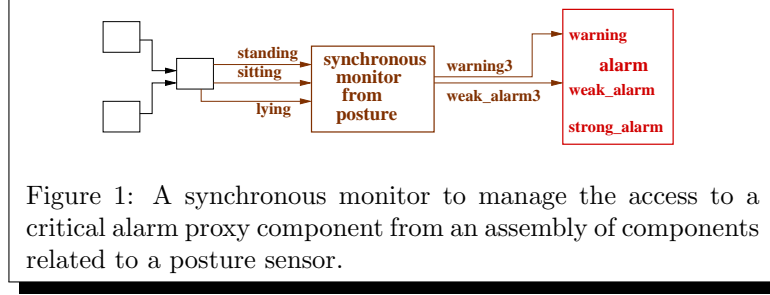 standing
sitting
lying
synchronous
monitor
from
posture
warning3
weak_alarm3
warning
alarm
weak_alarm
strong_alarm
Figure 1: A synchronous monitor to manage the access to a
critical alarm proxy component from an assembly of components
related to a posture sensor.